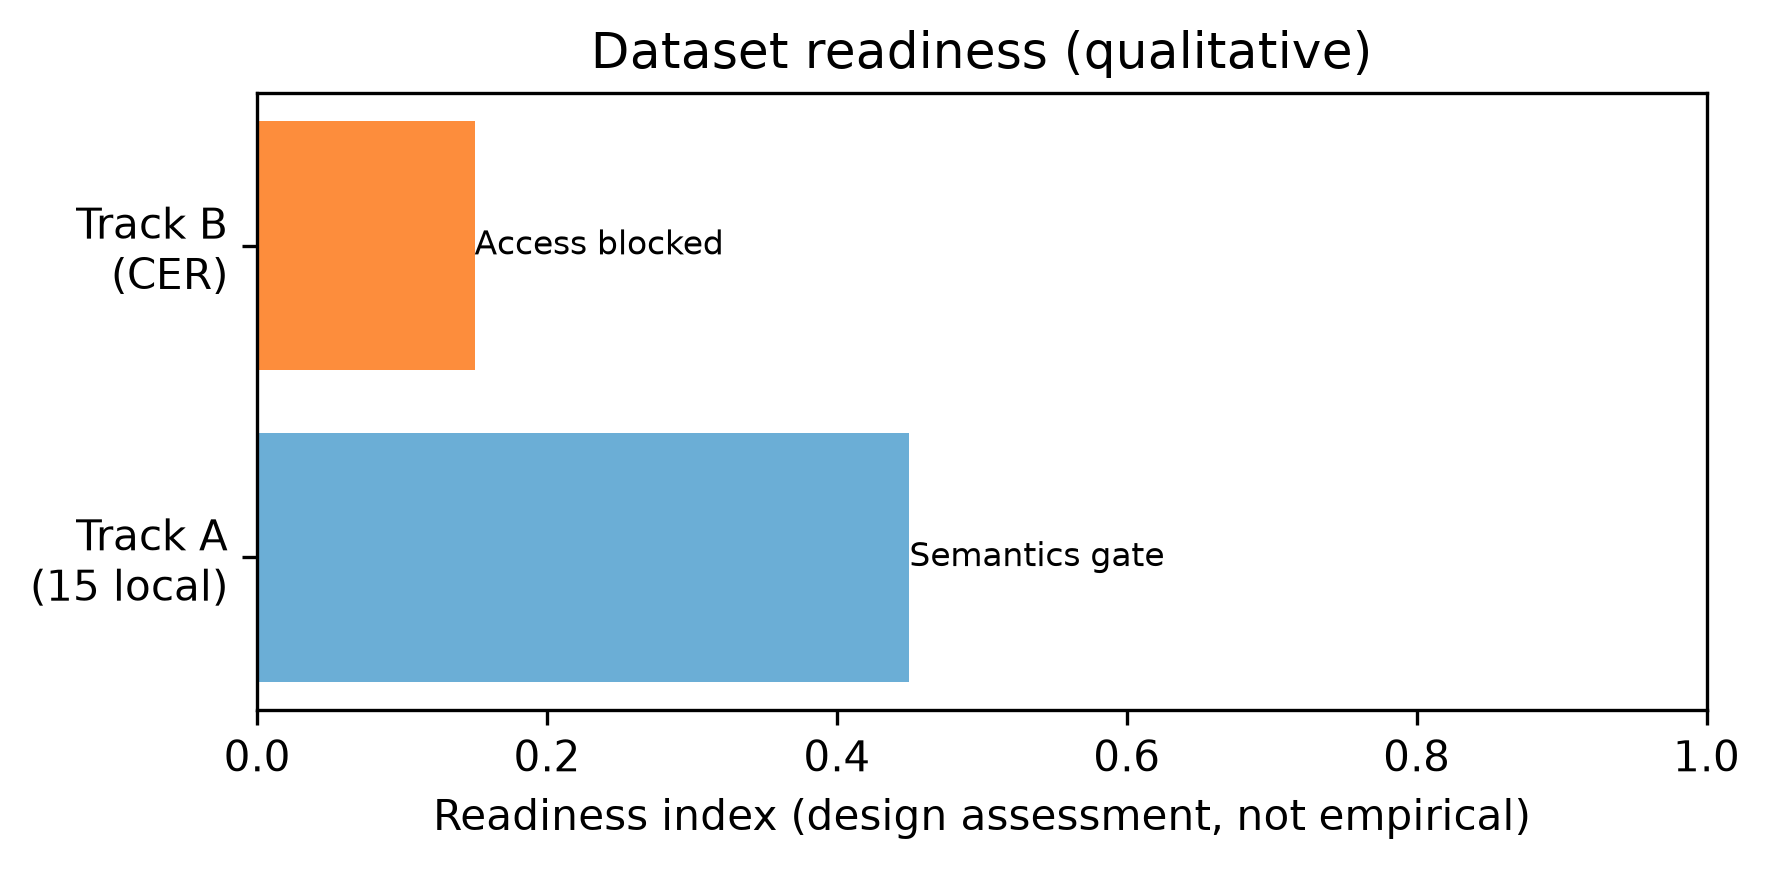 Dataset readiness (qualitative)
Track B
(CER)
Access blocked
Track A
(15 local)
Semantics gate
0.0 0.2 0.4 0.6 0.8 1.0
Readiness index (design assessment, not empirical)